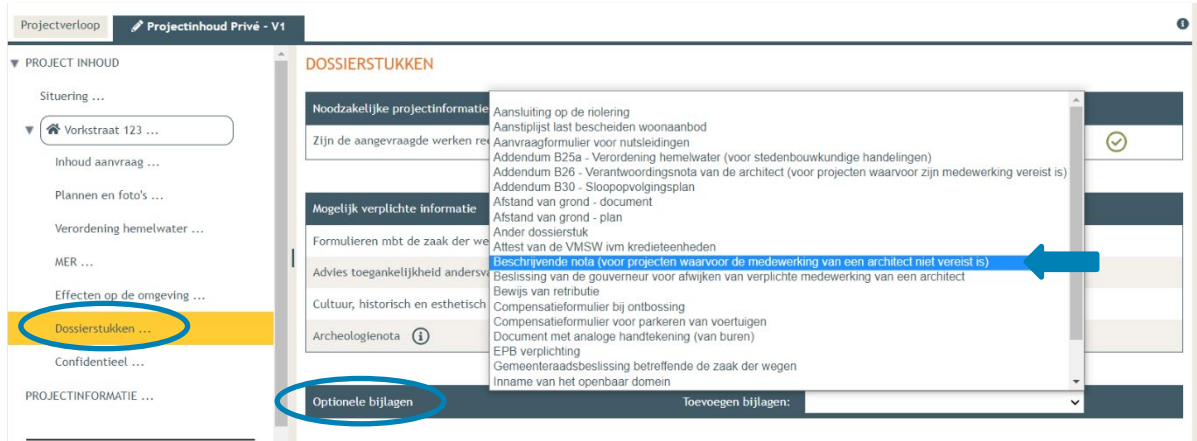 Projectverloop
Projectinhoud Privé - V1
PROJECT INHOUD
Situering ...
Vorkstraat 123 ...
Inhoud aanvraag ...
Plannen en foto's ...
Verordening hemelwater ...
MER ...
Effecten op de omgeving ...
Dossierstukken ...
Confidentieel ...
PROJECTINFORMATIE ...
DOSSIERSTUKKEN
Noodzakelijke projectinformatie
Zijn de aangevraagde werken re
Mogelijk verplichte informatie
Formulieren mbt de zaak der we
Advies toegankelijkheid andersva
Cultuur, historisch en esthetisch
Archeologienota
Aansluiting op de riolering
Aanstiplijst last bescheiden woonaanbod
Aanvraagformulier voor nutsleidingen
Addendum B25a - Verordening hemelwater (voor stedenbouwkundige handelingen)
Addendum B26 - Verantwoordingsnota van de architect (voor projecten waarvoor zijn medewerking vereist is)
Addendum B30 - Sloopopvolgingsplan
Afstand van grond - document
Afstand van grond - plan
Ander dossierstuk
Attest van de VMSW ivm kredieteenheden
Beschrijvende nota (voor projecten waarvoor de medewerking van een architect niet vereist is)
Beslissing van de gouverneur voor afwijken van verplichte medewerking van een architect
Bewijs van retributie
Compensatieformulier bij ontbossing
Compensatieformulier voor parkeren van voertuigen
Document met analoge handtekening (van buren)
EPB verplichting
Gemeenteraadsbeslissing betreffende de zaak der wegen
Inname van het openbaar domein
Optionele bijlagen
Toevoegen bijlagen: